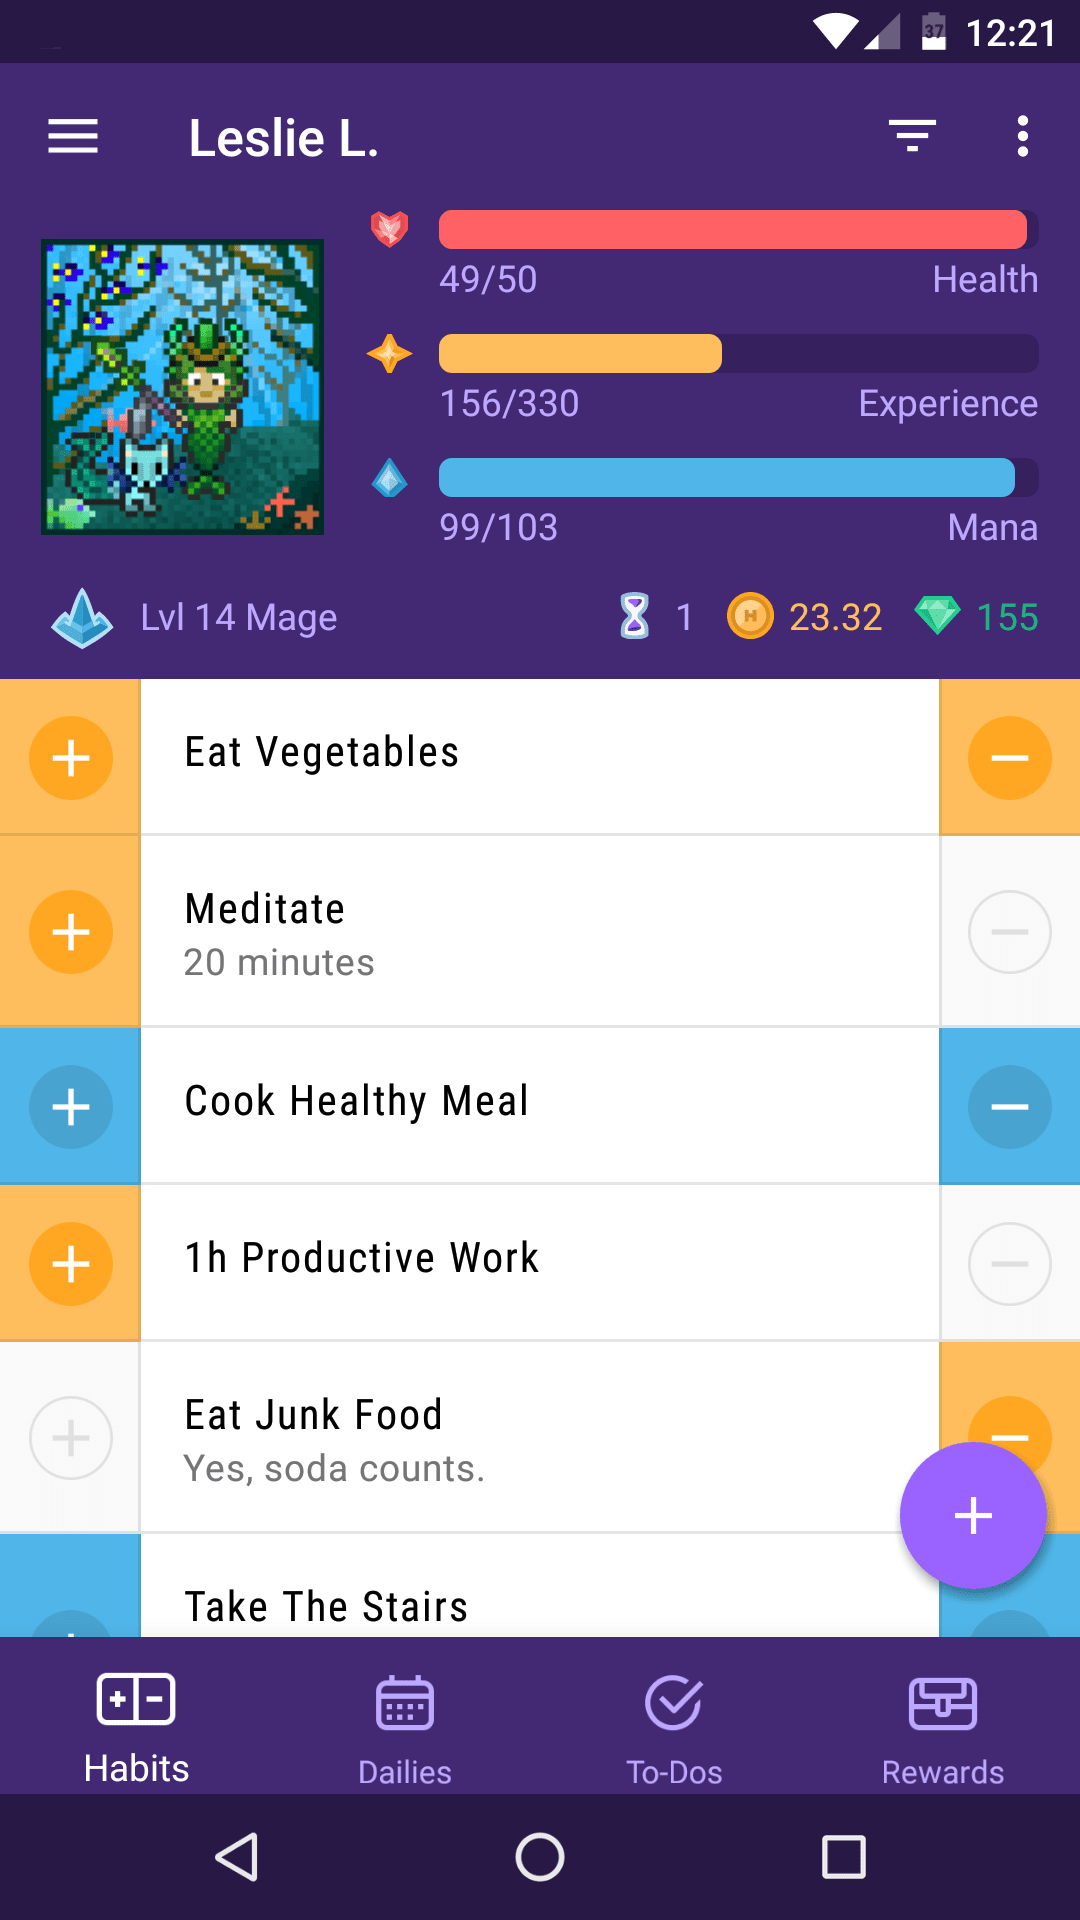 37 12:21
Leslie L.
49/50 Health
156/330 Experience
99/103 Mana
Lvl 14 Mage 1 23.32 155
Eat Vegetables
Meditate
20 minutes
Cook Healthy Meal
1h Productive Work
Eat Junk Food
Yes, soda counts.
Take The Stairs
Habits Dailies To-Dos Rewards